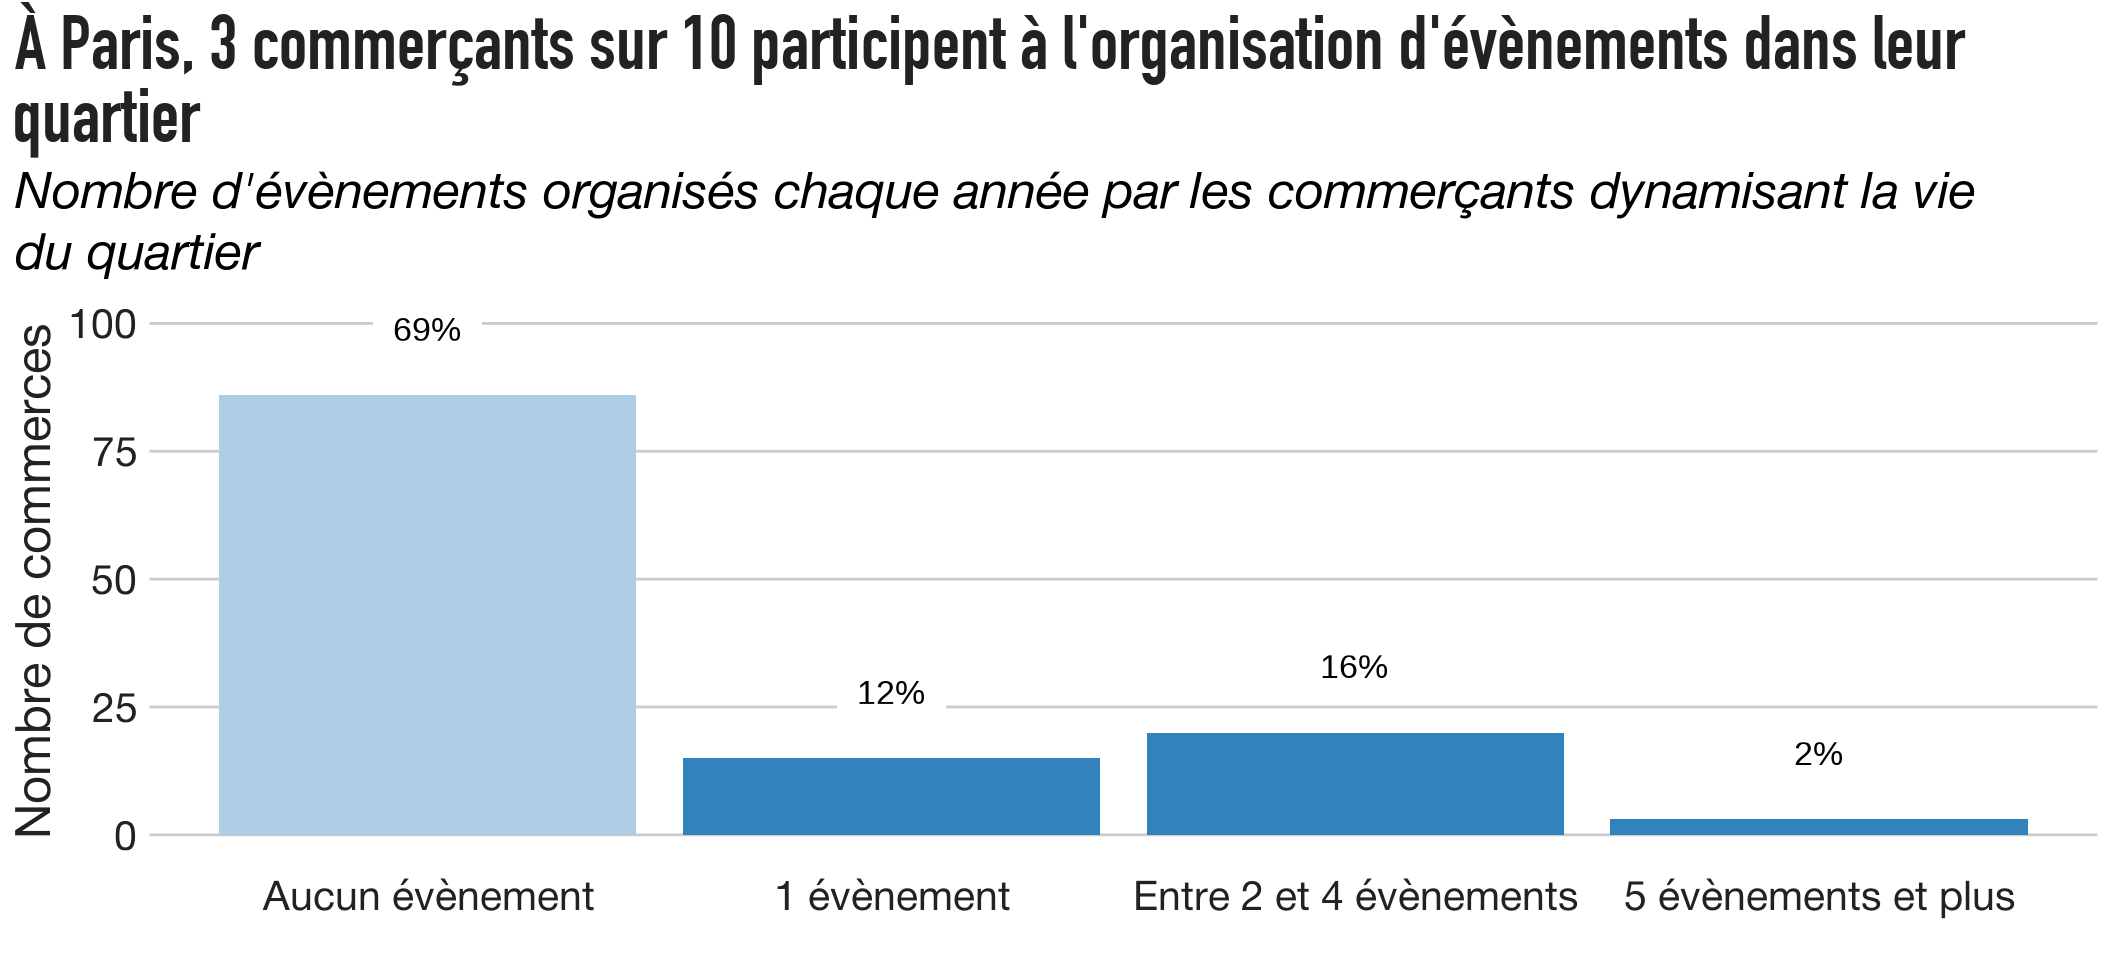 À Paris, 3 commerçants sur 10 participent à l'organisation d'évènements dans leur
quartier
Nombre d'évènements organisés chaque année par les commerçants dynamisant la vie
du quartier
Nombre de commerces
100
75
50
25
0
69%
12%
16%
2%
Aucun évènement
1 évènement
Entre 2 et 4 évènements
5 évènements et plus